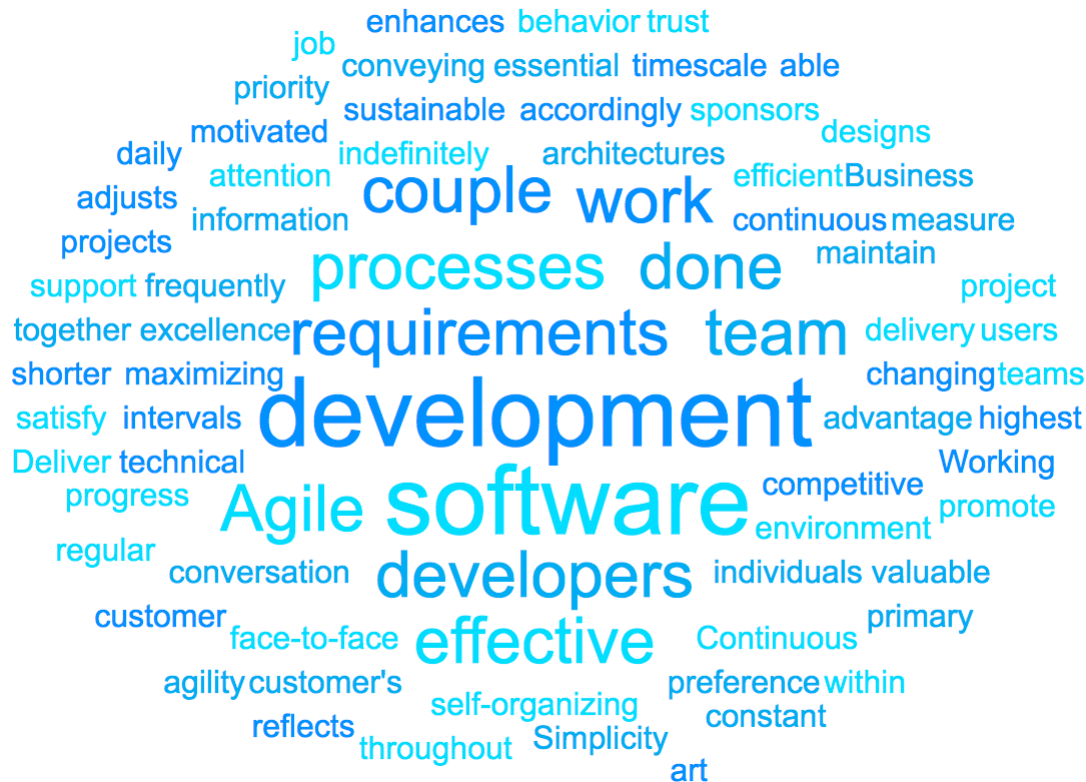 enhances behavior trust
job
conveying essential timescale able
priority
sustainable accordingly sponsors
motivated designs
daily indefinitely architectures
attention couple work efficient Business
adjusts
information continuous measure
projects maintain
processes done
support frequently project
together excellence requirements team delivery users
shorter maximizing changing teams
satisfy intervals development advantage highest
Deliver technical Working
progress Agile software competitive promote
environment
regular
conversation developers individuals valuable
customer primary
face-to-face effective Continuous
agility customer's preference within
self-organizing constant
reflects
throughout Simplicity
art